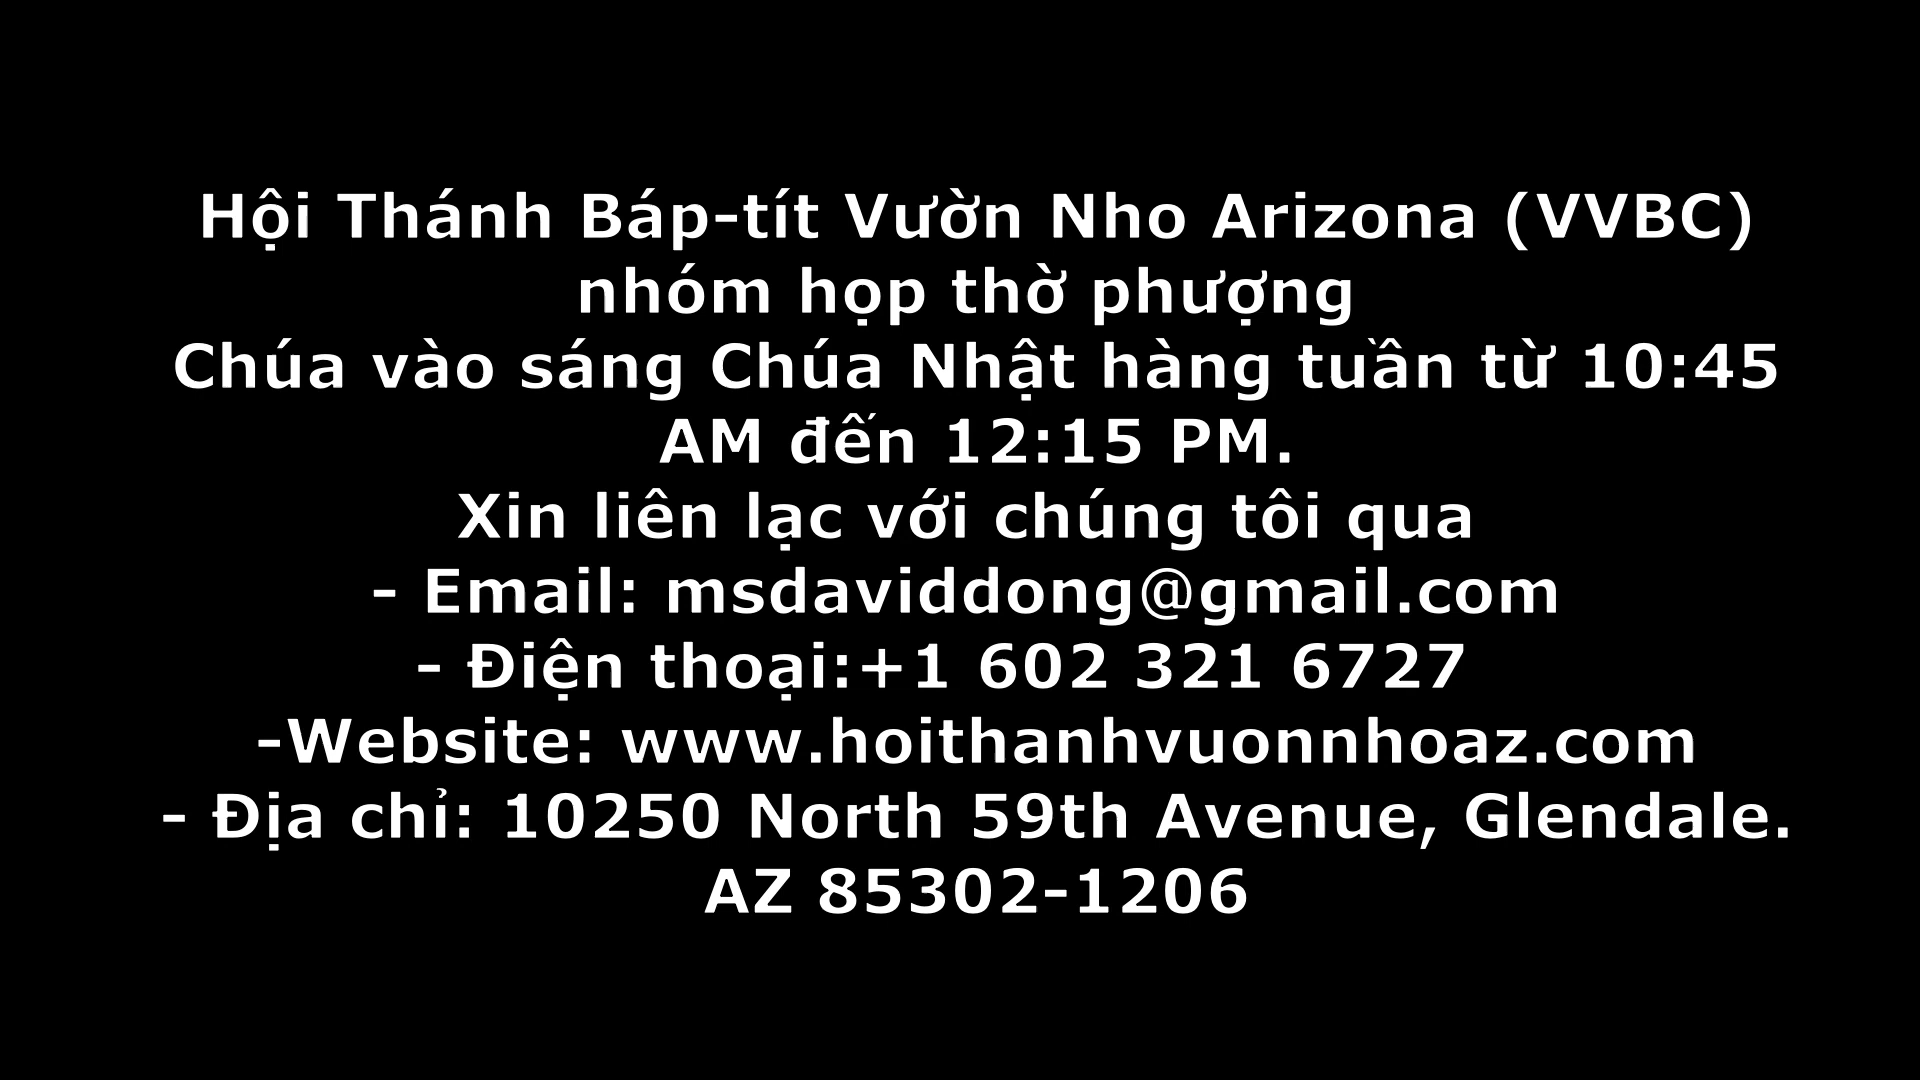 Hội Thánh Báp-tít Vườn Nho Arizona (VVBC)
nhóm họp thờ phượng
Chúa vào sáng Chúa Nhật hàng tuần từ 10:45
AM đến 12:15 PM.
Xin liên lạc với chúng tôi qua
- Email: msdaviddong@gmail.com
- Điện thoại:+1 602 321 6727
-Website: www.hoithanhvuonnhoaz.com
- Địa chỉ: 10250 North 59th Avenue, Glendale.
AZ 85302-1206